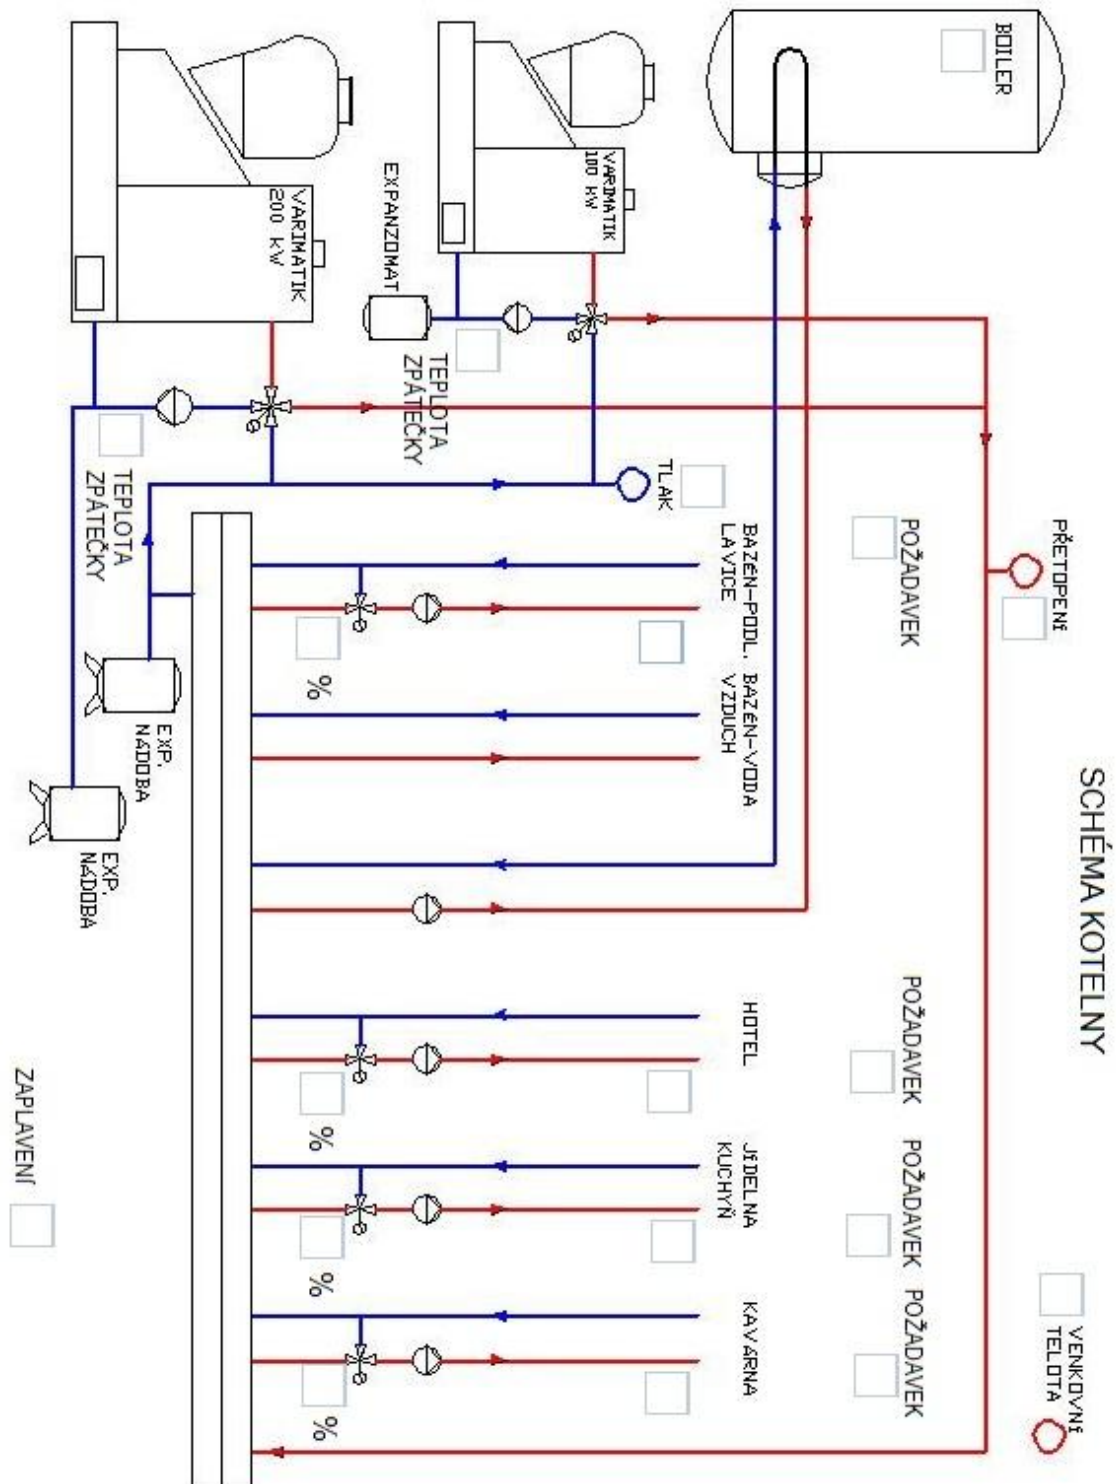 SCHÉMA KOTELNY
VENKOVNÍ
TELOTA
PŘETOPENÍ
BOILER
POŽADAVEK
POŽADAVEK
POŽADAVEK
POŽADAVEK
BAZÉN-PODL.
LAVICE
BAZÉN-VODA
VZDUCH
HOTEL
JÍDELNA
KUCHYŇ
KAVÁRNA
TLAK
VARIMATIK
100 kW
EXPANZOMAT
TEPLOTA
ZPÁTEČKY
VARIMATIK
200 kW
TEPLOTA
ZPÁTEČKY
%
%
%
%
EXP.
NÁDOBA
EXP.
NÁDOBA
ZAPLAVENÍ